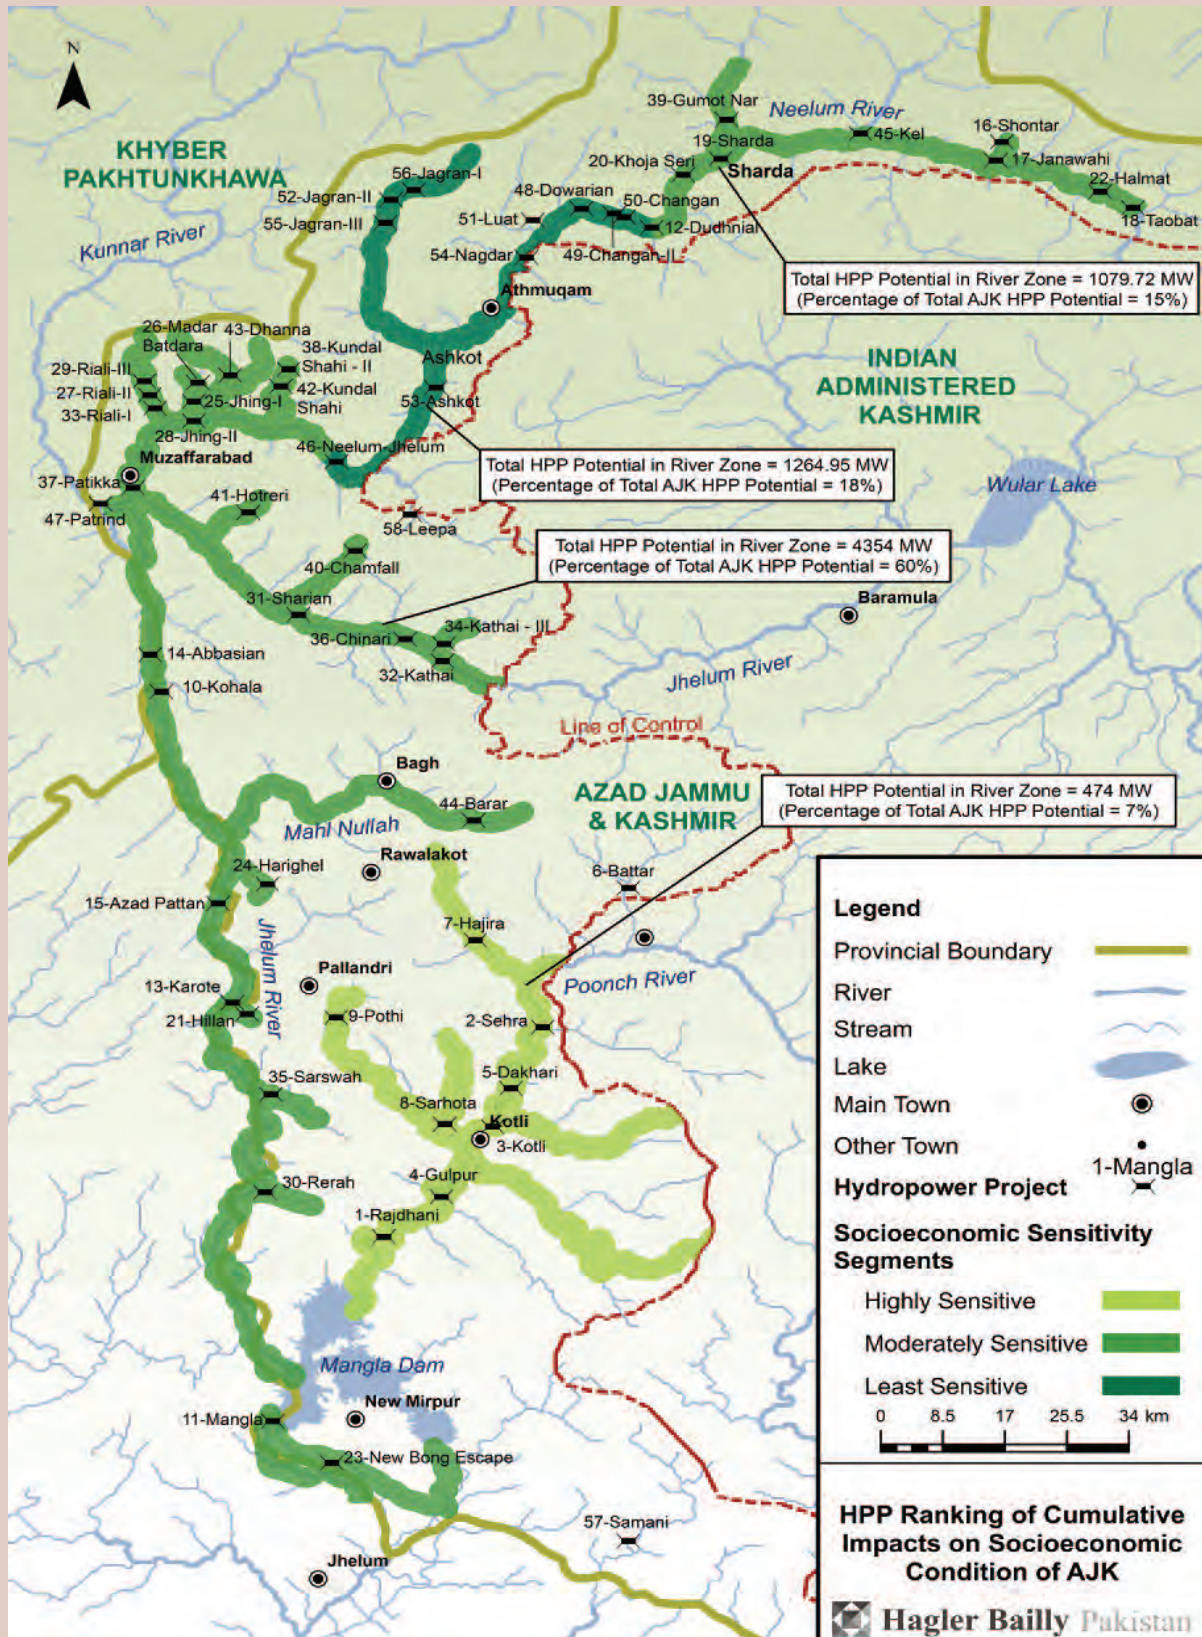 N
39-Gumot Nar
Neelum River
16-Shontar
KHYBER
PAKHTUNKHAWA
19-Sharda
45-Kel
20-Khoja Seri
Sharda
17-Janawahi
56-Jagran-I
52-Jagran-II
48-Dowarian
50-Changan
22-Halmat
55-Jagran-III
51-Luat
12-Dudhnial
18-Taobat
Kunnar River
54-Nagdar
49-Changan-II
Total HPP Potential in River Zone = 1079.72 MW
(Percentage of Total AJK HPP Potential = 15%)
Athmuqam
26-Madar
Batdara
43-Dhanna
38-Kundal
Shahi - II
29-Riali-III
27-Riali-II
33-Riali-I
25-Jhing-I
42-Kundal
Shahi
28-Jhing-II
Ashkot
53-Ashkot
INDIAN
ADMINISTERED
KASHMIR
46-Neelum-Jhelum
Muzaffarabad
Total HPP Potential in River Zone = 1264.95 MW
(Percentage of Total AJK HPP Potential = 18%)
37-Patikka
41-Hotreri
Wular Lake
47-Patrind
58-Leepa
Total HPP Potential in River Zone = 4354 MW
(Percentage of Total AJK HPP Potential = 60%)
40-Chamfall
31-Sharian
Baramula
36-Chinari
34-Kathai - III
14-Abbasian
32-Kathai
Jhelum River
10-Kohala
Line of Control
Bagh
AZAD JAMMU
& KASHMIR
Total HPP Potential in River Zone = 474 MW
(Percentage of Total AJK HPP Potential = 7%)
44-Barar
Mahl Nullah
Rawalakot
24-Harighel
6-Battar
15-Azad Pattan
7-Hajira
Jhelum River
Pallandri
Poonch River
13-Karote
21-Hillan
9-Pothi
2-Sehra
35-Sarswah
5-Dakhari
8-Sarhota
Kotli
3-Kotli
30-Rerah
4-Gulpur
1-Rajdhani
Mangla Dam
New Mirpur
11-Mangla
23-New Bong Escape
57-Samani
Jhelum
Legend
Provincial Boundary
River
Stream
Lake
Main Town
Other Town
Hydropower Project
1-Mangla
Socioeconomic Sensitivity
Segments
Highly Sensitive
Moderately Sensitive
Least Sensitive
0 8.5 17 25.5 34 km
HPP Ranking of Cumulative
Impacts on Socioeconomic
Condition of AJK
Hagler Bailly Pakistan